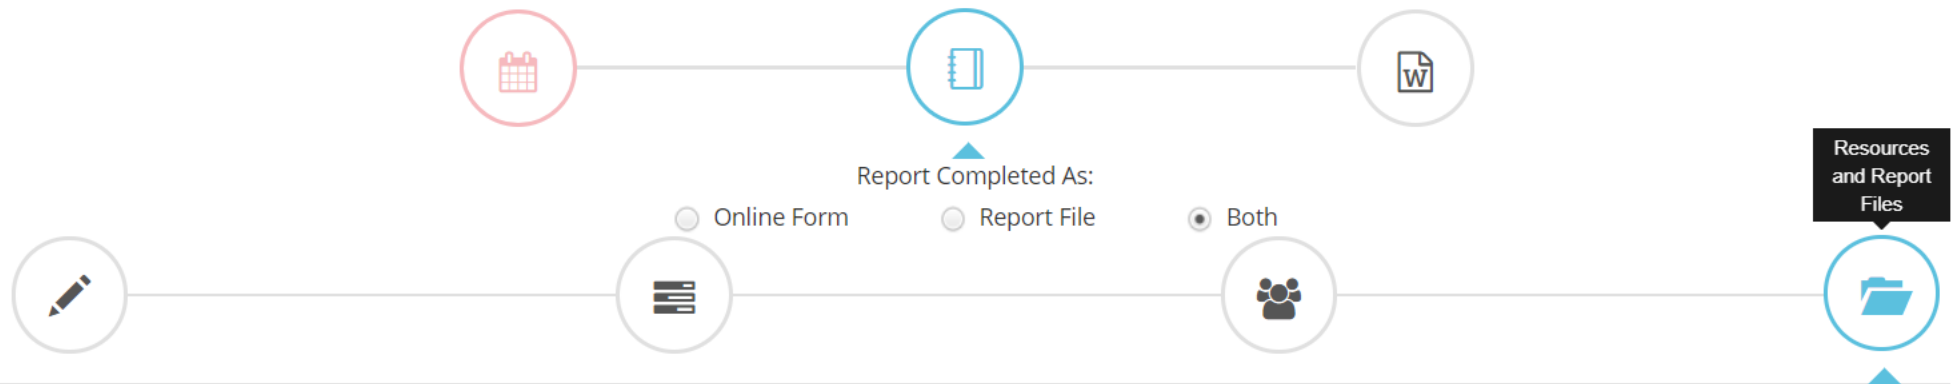 W
Resources
and Report
Files
Report Completed As:
Online Form
Report File
Both